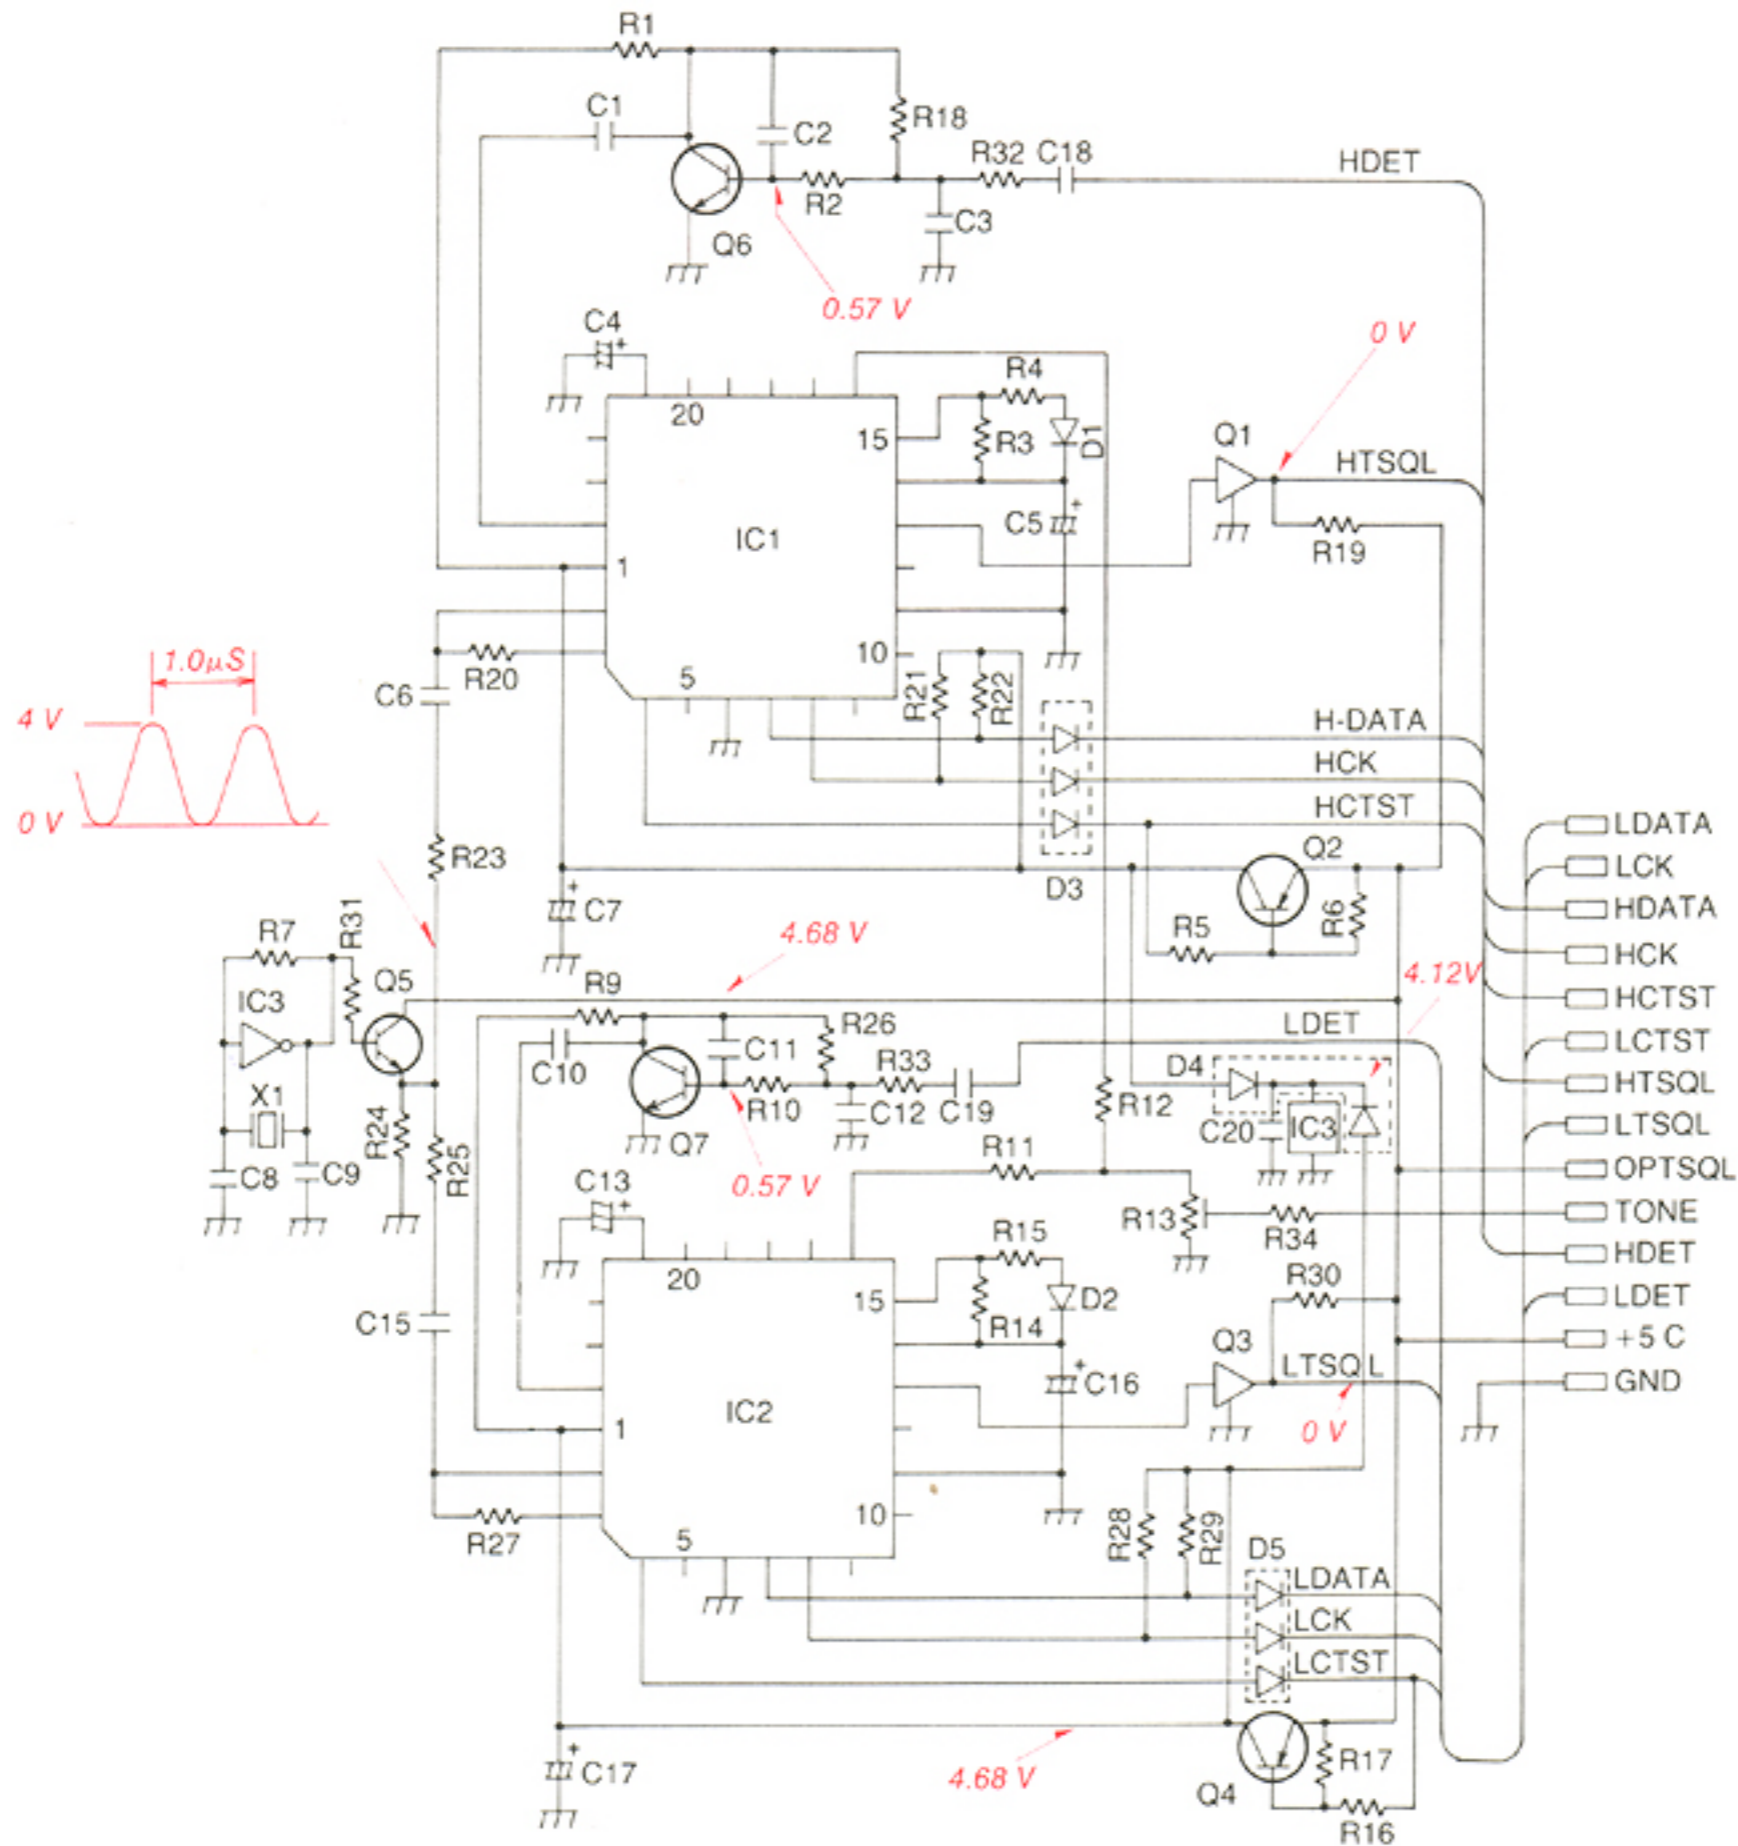 R1
C1
C2
R18
R32 C18
HDET
R2
C3
Q6
0.57 V
C4
+
0 V
R4
20
15
R3
D1
Q1
HTSQL
C5
+
IC1
R19
1
1.0μS
R20
10
5
C6
R21
R22
4 V
H-DATA
HCK
0 V
HCTST
LDATA
R23
Q2
LCK
D3
+
C7
R6
HDATA
R7
R31
4.68 V
R5
HCK
IC3
Q5
R9
4.12V
HCTST
C10
C11
R26
LDET
LCTST
R33
D4
HTSQL
X1
R10
C12
C19
R12
C20
IC3
LTSQL
R24
Q7
R11
OPTSQL
C8
C9
R25
C13
+
0.57 V
R13
R34
TONE
R15
HDET
20
R30
15
D2
LDET
C15
R14
Q3
+5 C
LTSQL
+
C16
GND
IC2
1
0 V
10
R27
5
R28
R29
D5
LDATA
LCK
LCTST
+
C17
4.68 V
R17
Q4
R16